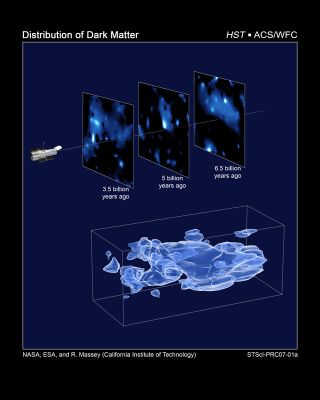 Distribution of Dark Matter
HST ▪ ACS/WFC
3.5 billion
years ago
5 billion
years ago
6.5 billion
years ago
NASA, ESA, and R. Massey (California Institute of Technology)
STScI-PRC07-01a